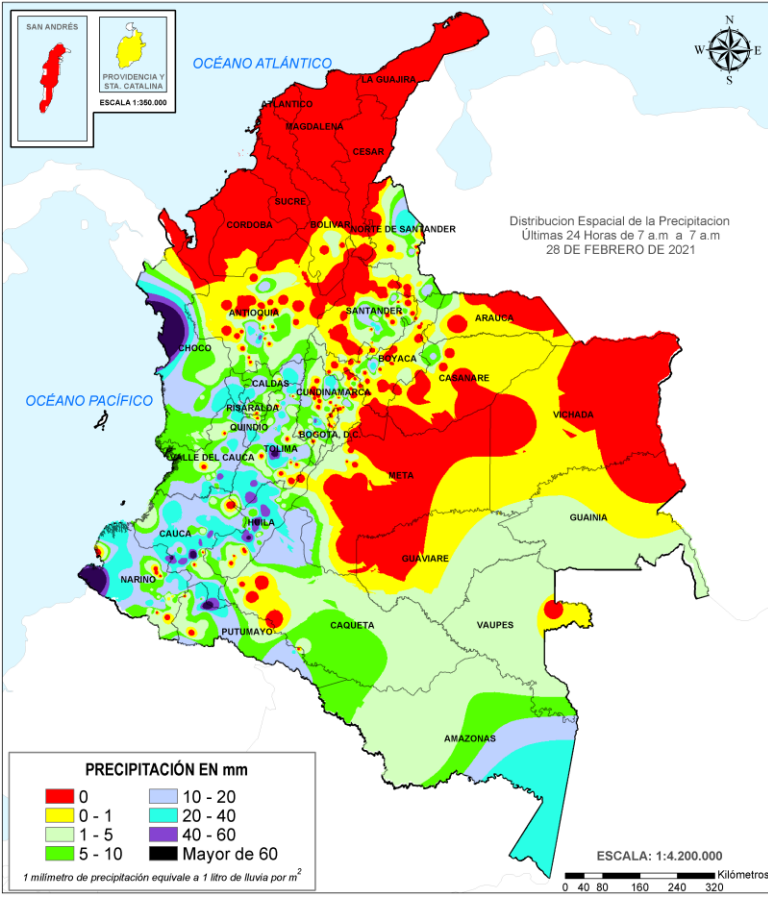 SAN ANDRÉS
PROVIDENCIA Y
STA. CATALINA
ESCALA 1:350.000
N
W E
S
OCÉANO ATLÁNTICO
LA GUAJIRA
ATLANTICO
MAGDALENA
CESAR
SUCRE
CORDOBA
BOLIVAR
NORTE DE SANTANDER
Distribucion Espacial de la Precipitacion
Últimas 24 Horas de 7 a.m a 7 a.m
28 DE FEBRERO DE 2021
ANTIOQUIA
SANTANDER
ARAUCA
CHOCO
BOYACA
CASANARE
CALDAS
CUNDINAMARCA
OCÉANO PACÍFICO
RISARALDA
VICHADA
QUINDIO
BOGOTA, D.C.
TOLIMA
VALLE DEL CAUCA
META
GUAINIA
HUILA
CAUCA
GUAVIARE
NARIÑO
CAQUETA
VAUPES
PUTUMAYO
AMAZONAS
PRECIPITACIÓN EN mm
0
0 - 1
1 - 5
5 - 10
10 - 20
20 - 40
40 - 60
Mayor de 60
1 milímetro de precipitación equivale a 1 litro de lluvia por m²
ESCALA: 1:4.200.000
Kilómetros
0 40 80 160 240 320